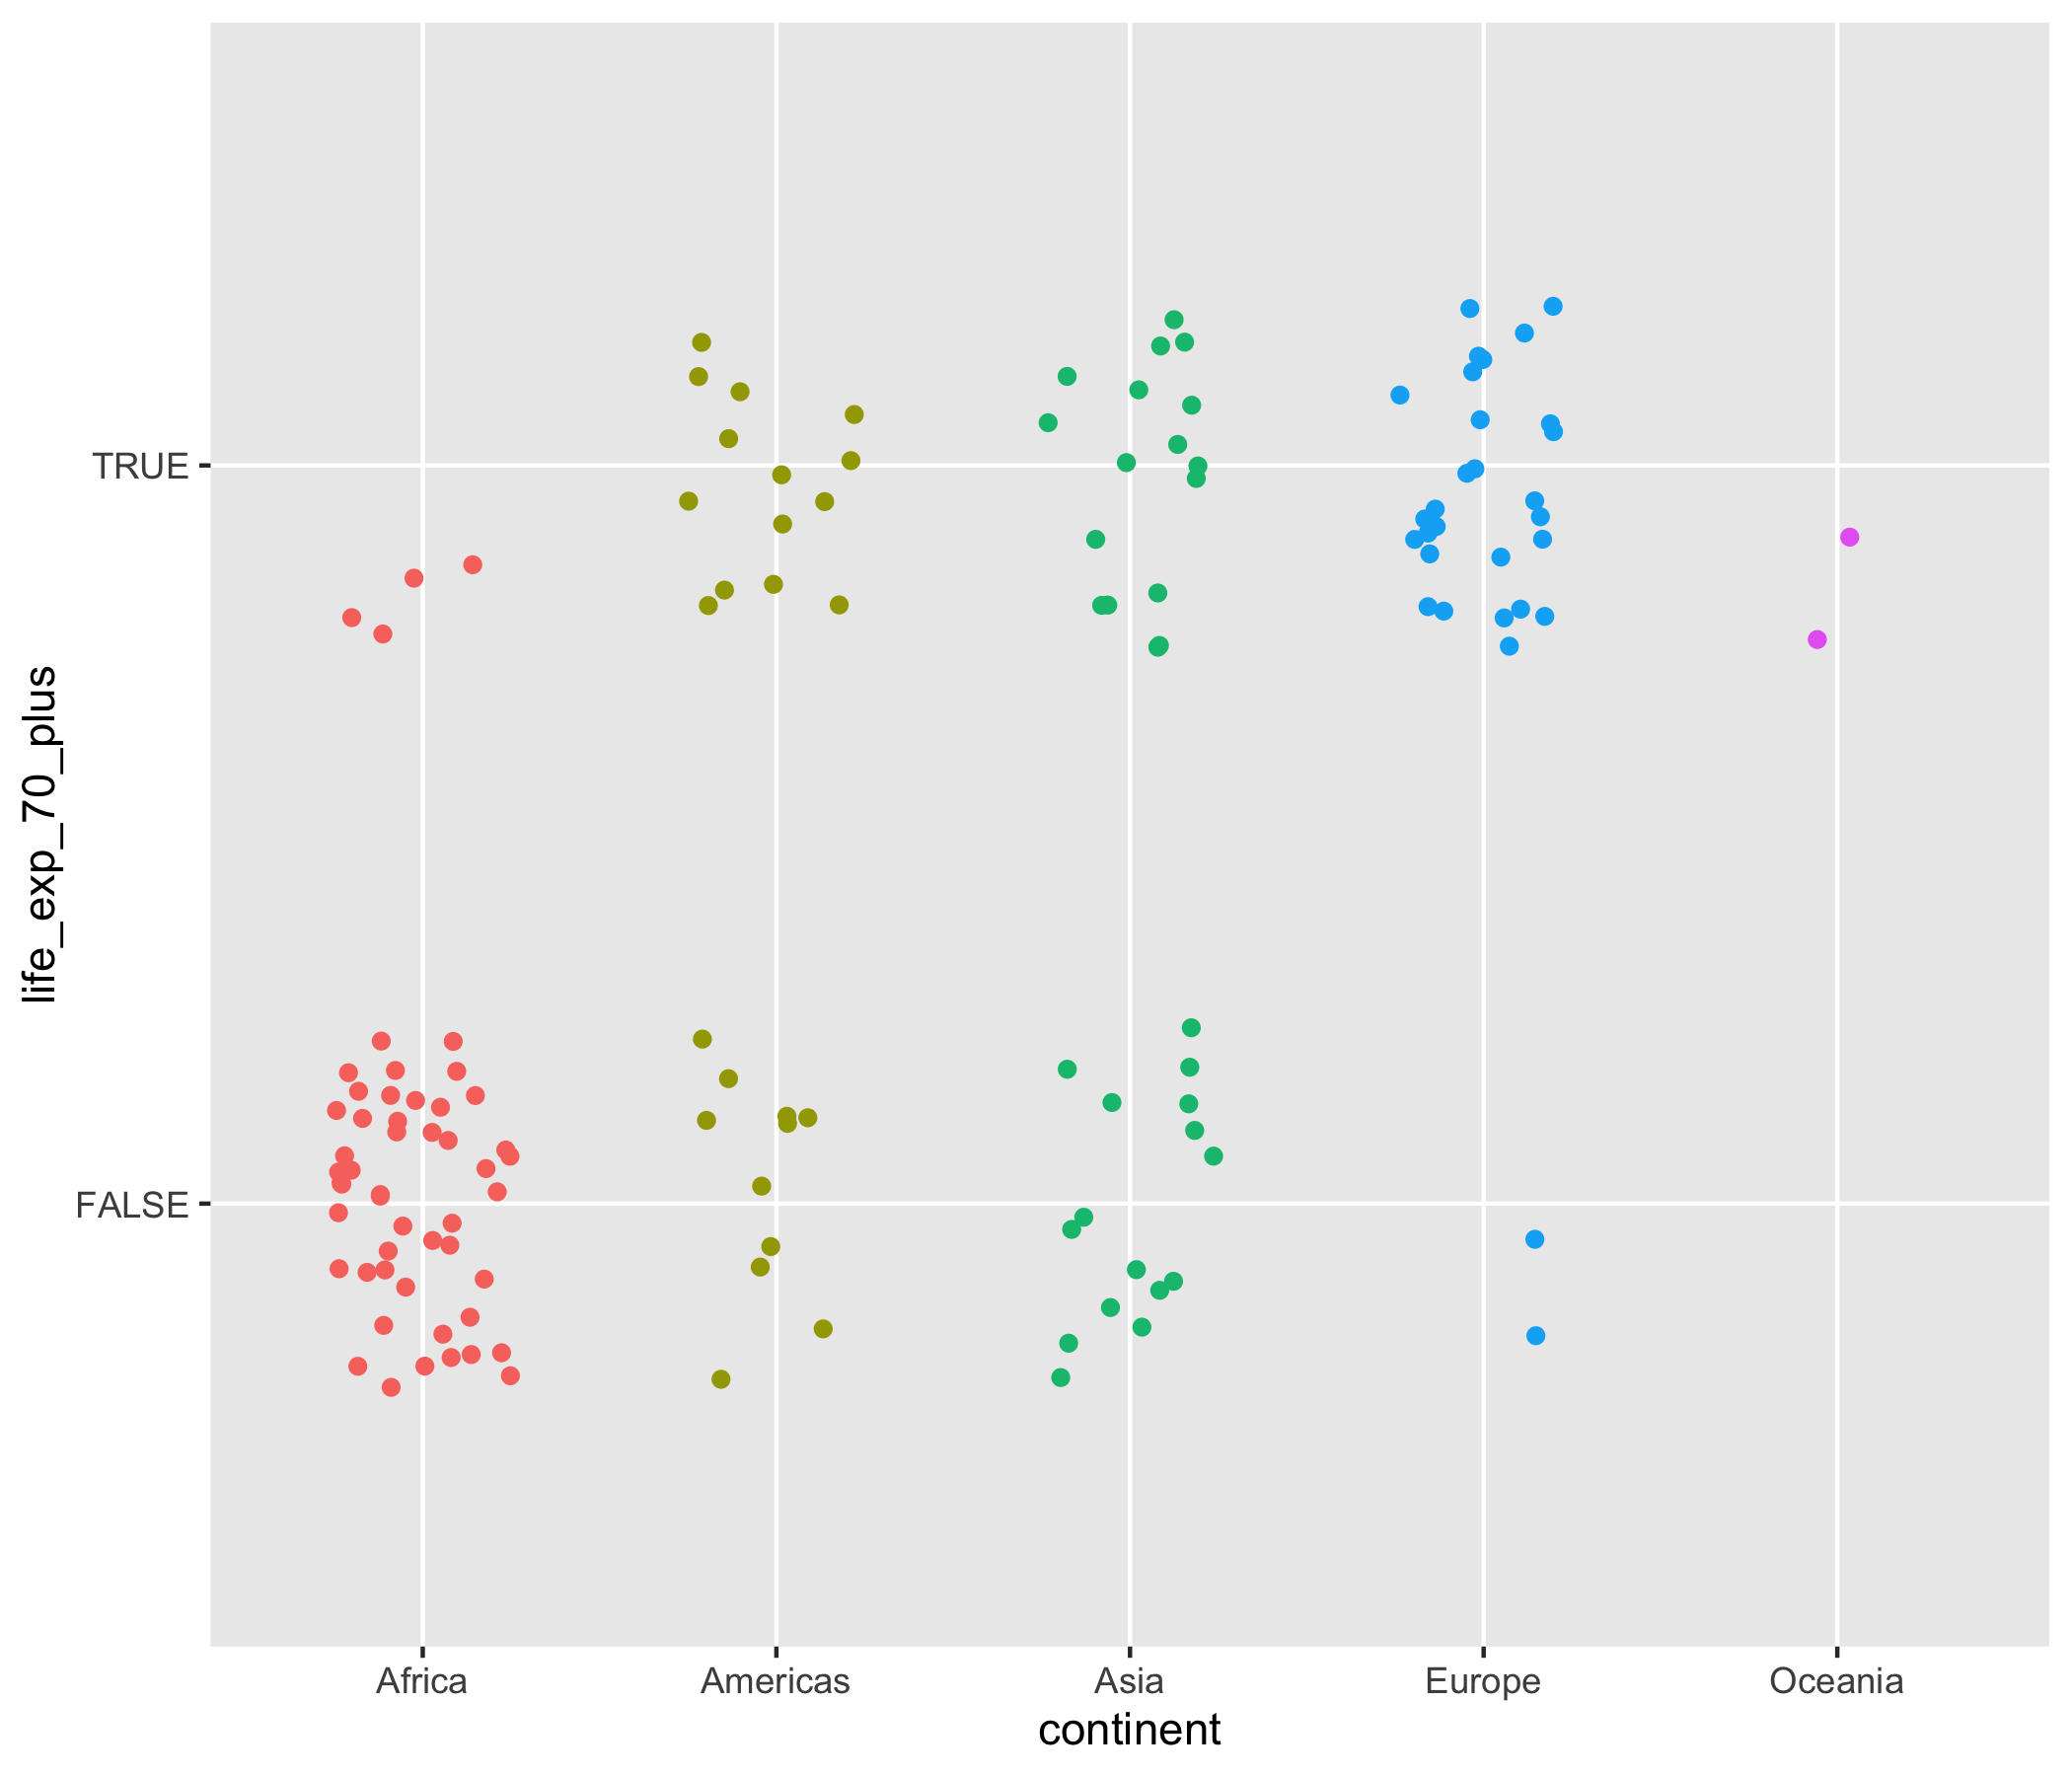 life_exp_70_plus
TRUE
FALSE
Africa Americas Asia Europe Oceania
continent